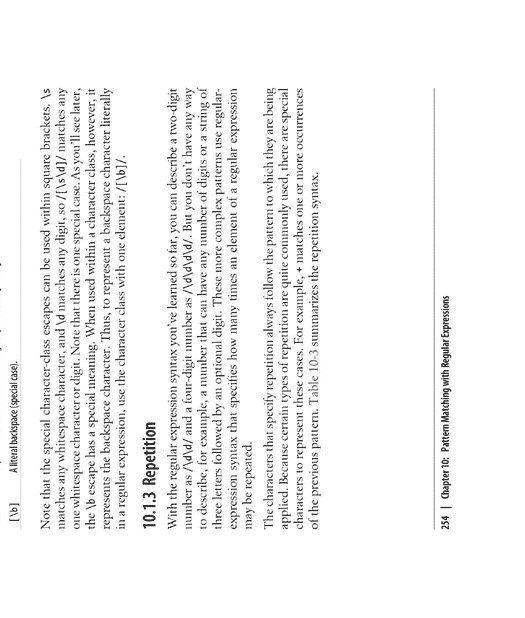 [\b] A literal backspace (special case).
Note that the special character-class escapes can be used within square brackets. \s
matches any whitespace character, and \d matches any digit, so /[\s\d]/ matches any
one whitespace character or digit. Note that there is one special case. As you'll see later,
the \b escape has a special meaning. When used within a character class, however, it
represents the backspace character. Thus, to represent a backspace character literally
in a regular expression, use the character class with one element: /[\b]/.
10.1.3 Repetition
With the regular expression syntax you've learned so far, you can describe a two-digit
number as /\d\d/ and a four-digit number as /\d\d\d\d/. But you don't have any way
to describe, for example, a number that can have any number of digits or a string of
three letters followed by an optional digit. These more complex patterns use regular-
expression syntax that specifies how many times an element of a regular expression
may be repeated.
The characters that specify repetition always follow the pattern to which they are being
applied. Because certain types of repetition are quite commonly used, there are special
characters to represent these cases. For example, + matches one or more occurrences
of the previous pattern. Table 10-3 summarizes the repetition syntax.
254 | Chapter 10: Pattern Matching with Regular Expressions